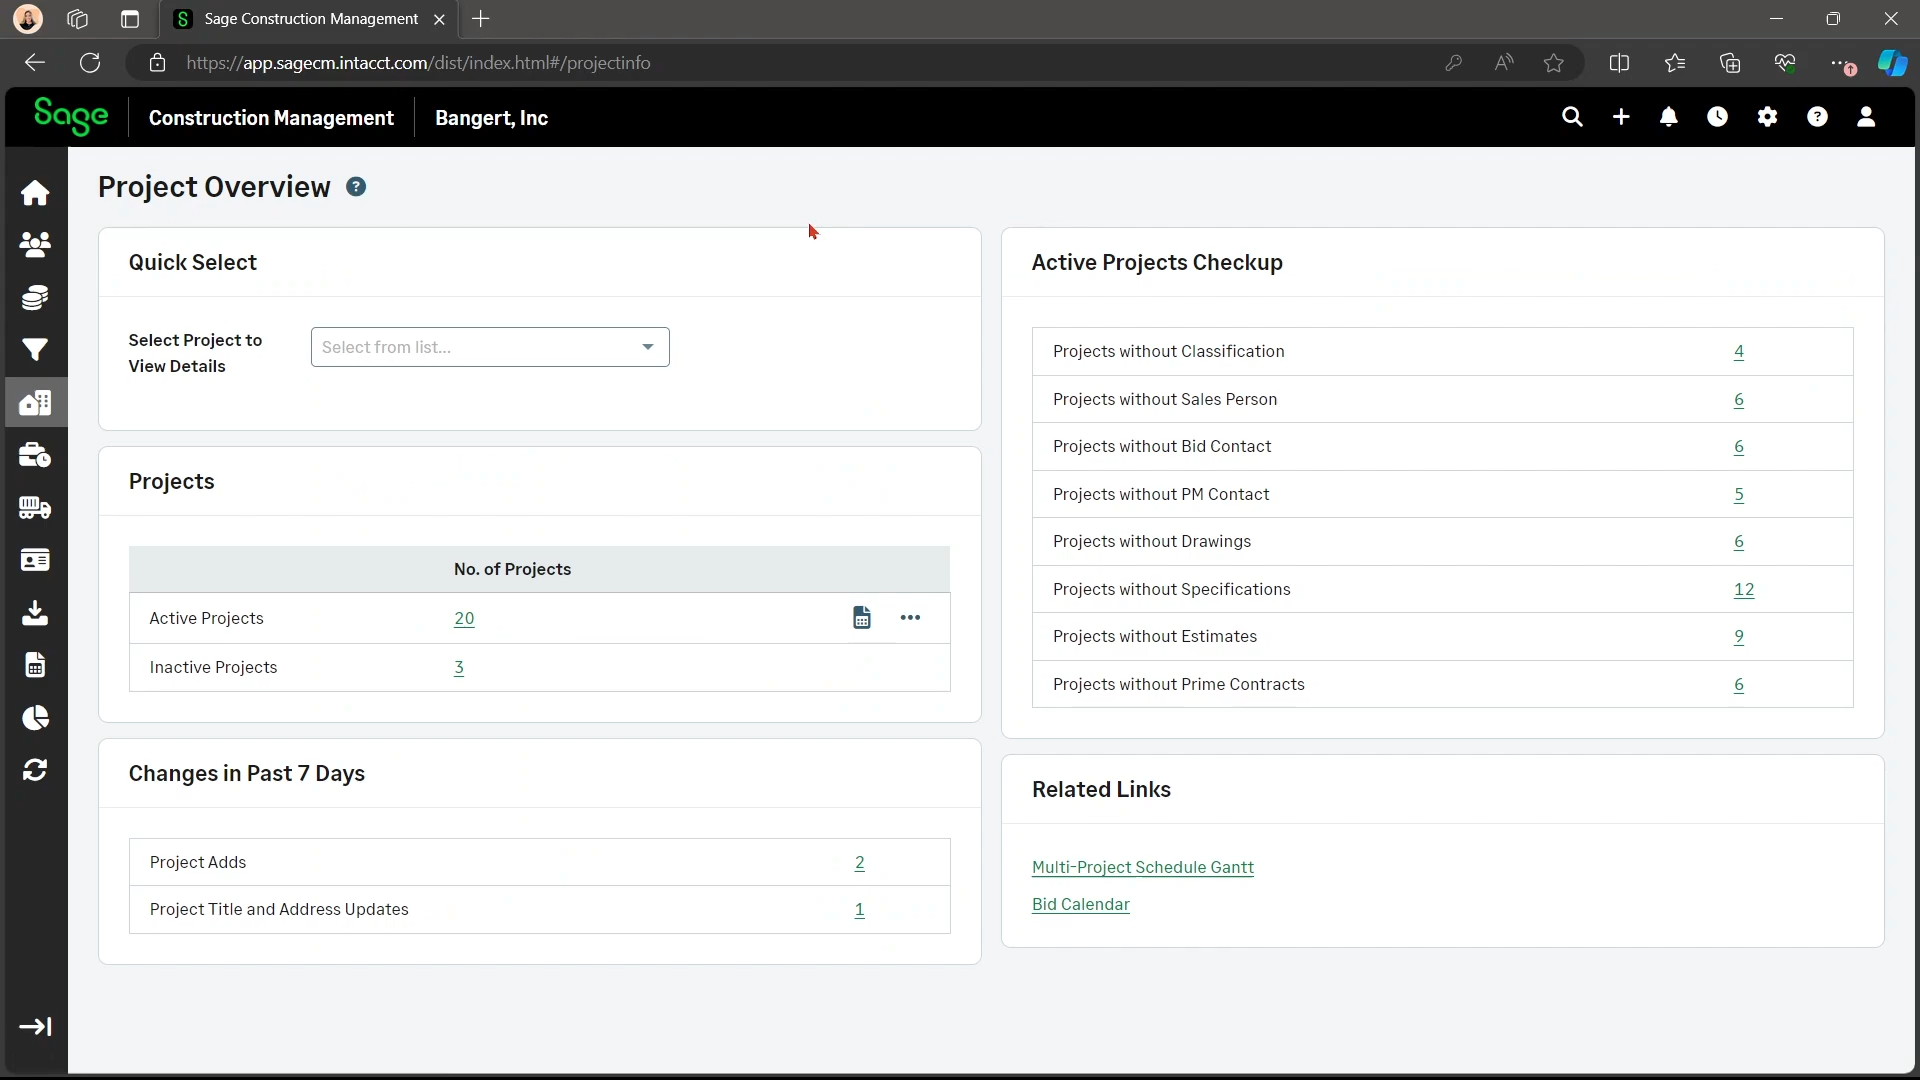 Sage Construction Management
https://app.sagecm.intacct.com/dist/index.html#/projectinfo
Sage Construction Management Bangert, Inc
Project Overview ?
Quick Select
Select Project to
View Details
Select from list...
Projects
No. of Projects
Active Projects 20
Inactive Projects 3
Changes in Past 7 Days
Project Adds 2
Project Title and Address Updates 1
Active Projects Checkup
Projects without Classification 4
Projects without Sales Person 6
Projects without Bid Contact 6
Projects without PM Contact 5
Projects without Drawings 6
Projects without Specifications 12
Projects without Estimates 9
Projects without Prime Contracts 6
Related Links
Multi-Project Schedule Gantt
Bid Calendar